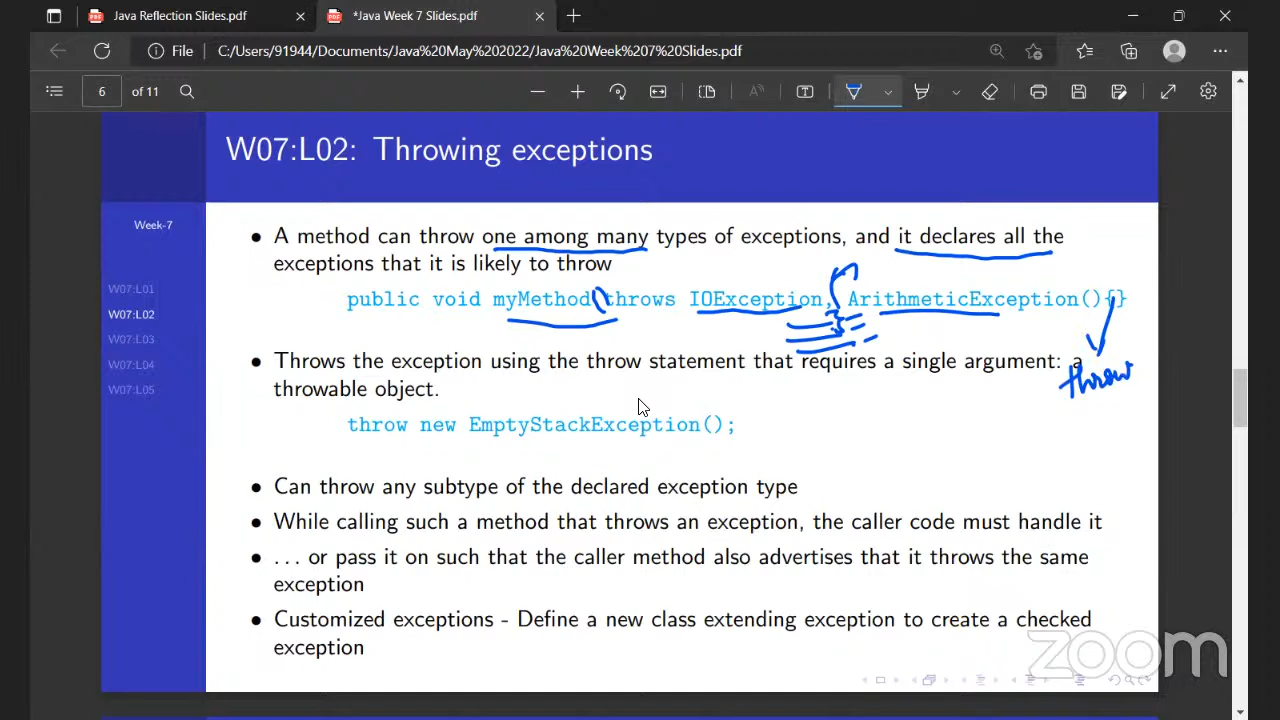 Java Reflection Slides.pdf
*Java Week 7 Slides.pdf
File
C:/Users/91944/Documents/Java%20May%202022/Java%20Week%207%20Slides.pdf
6 of 11
W07:L02: Throwing exceptions
Week-7
W07:L01
W07:L02
W07:L03
W07:L04
W07:L05
• A method can throw one among many types of exceptions, and it declares all the
exceptions that it is likely to throw
public void myMethod()throws IOException, ArithmeticException(){}
• Throws the exception using the throw statement that requires a single argument: a
throwable object.
throw
throw new EmptyStackException();
• Can throw any subtype of the declared exception type
• While calling such a method that throws an exception, the caller code must handle it
• . . . or pass it on such that the caller method also advertises that it throws the same
exception
• Customized exceptions - Define a new class extending exception to create a checked
exception
zoom